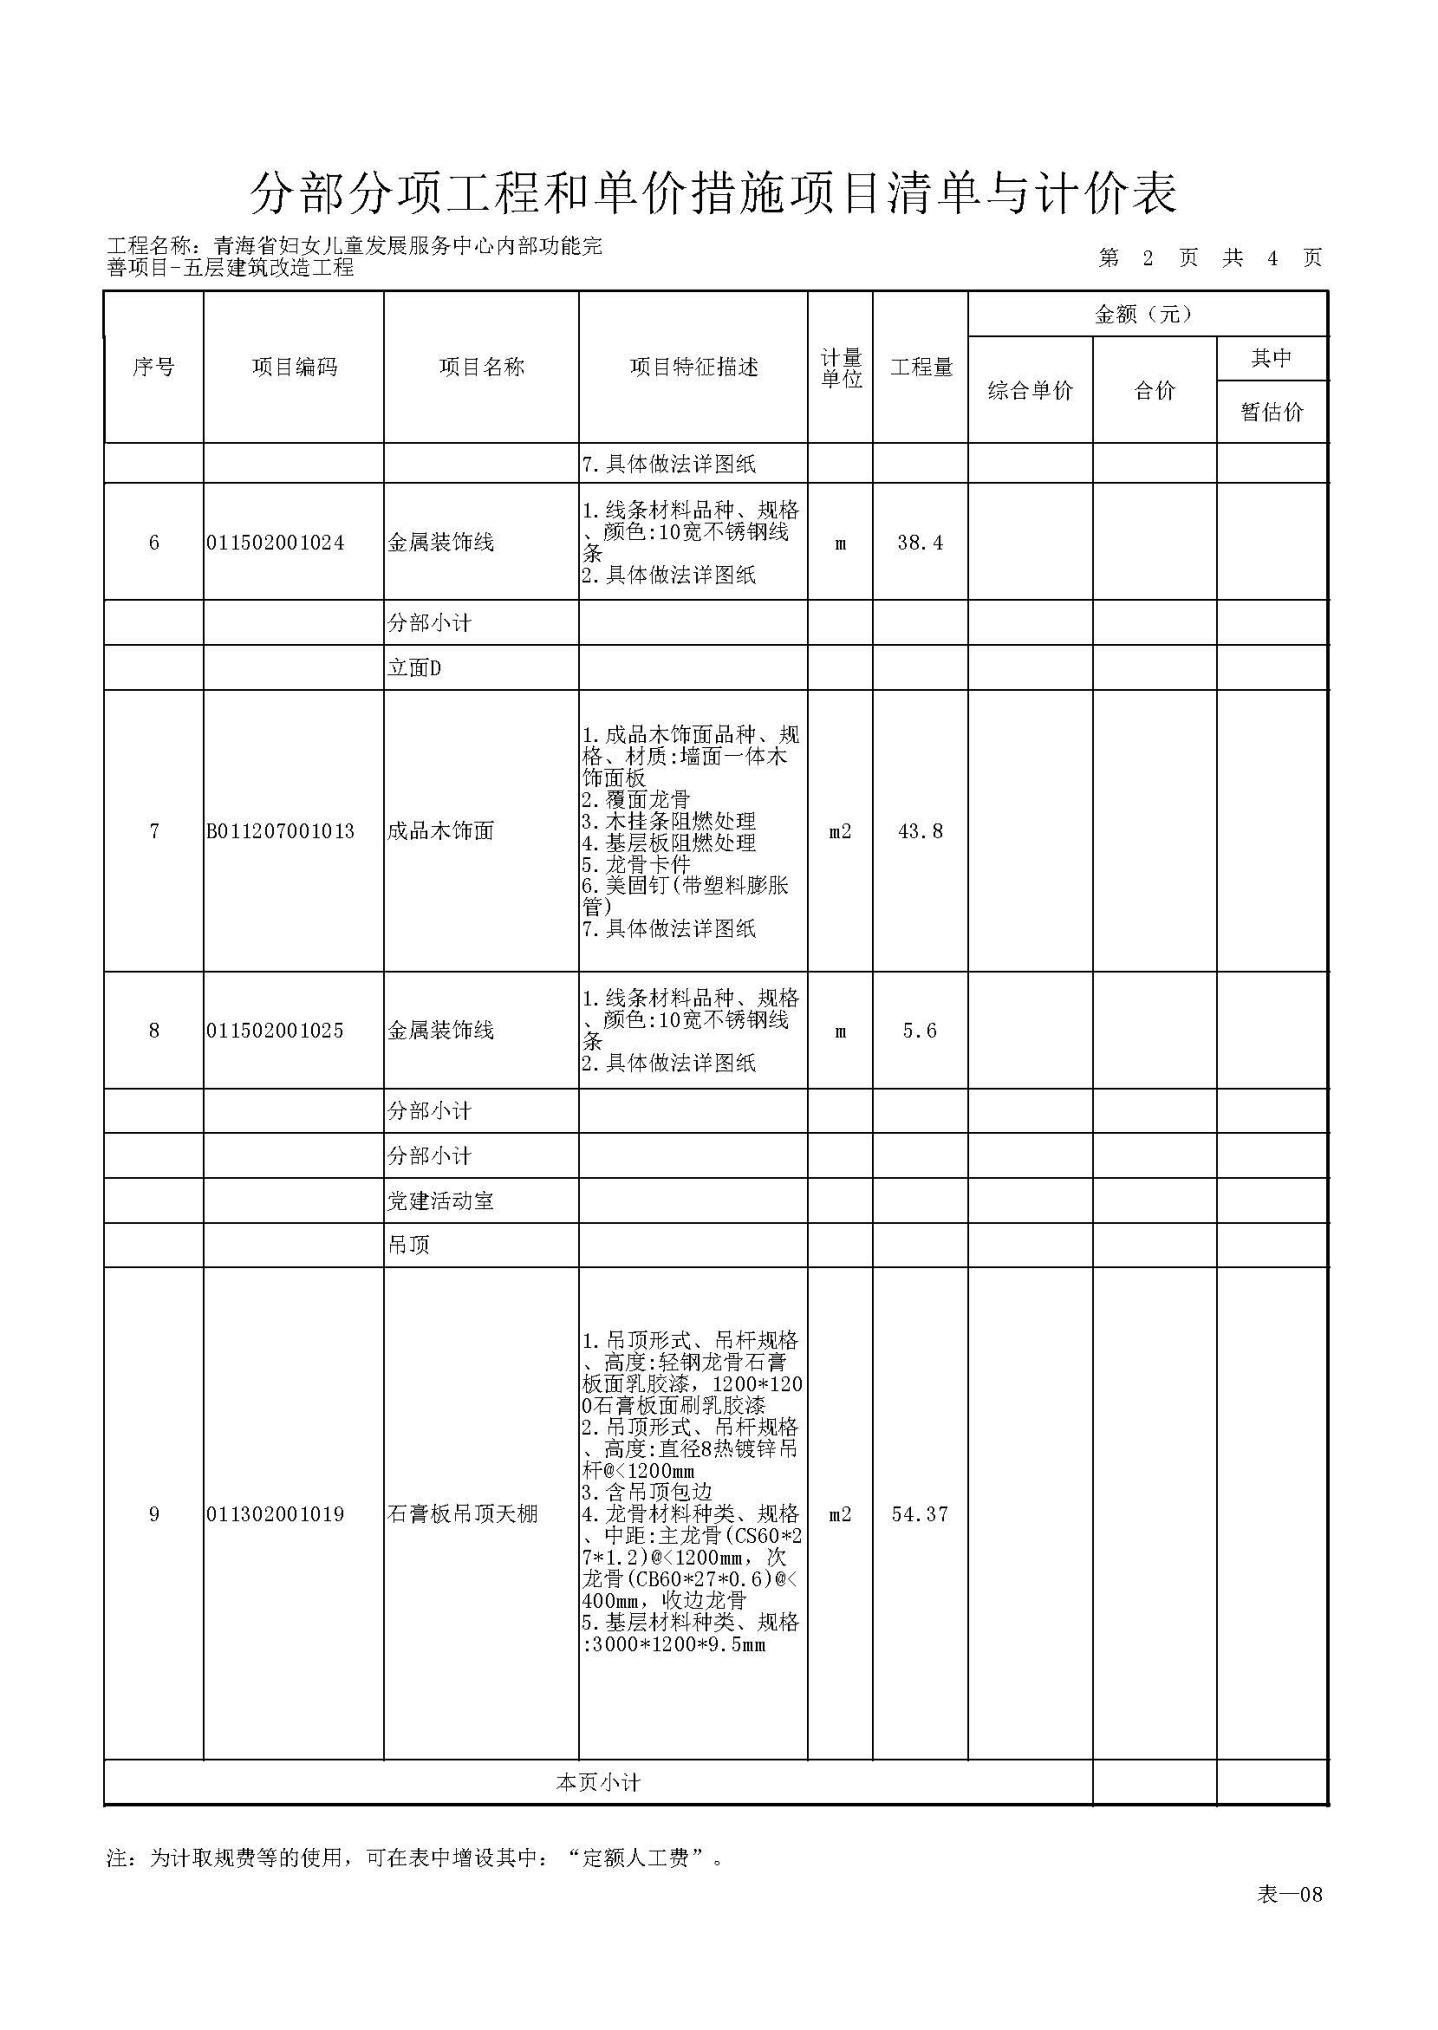 分部分项工程和单价措施项目清单与计价表
工程名称：青海省妇女儿童发展服务中心内部功能完
善项目-五层建筑改造工程
第 2 页 共 4 页
序号 项目编码 项目名称 项目特征描述 计量单位 工程量 金额（元）
综合单价 合价 其中
暂估价
7.具体做法详图纸
6 011502001024 金属装饰线
1.线条材料品种、规格
、颜色:10宽不锈钢线
条
2.具体做法详图纸
m 38.4
分部小计
立面D
7 B011207001013 成品木饰面
1.成品木饰面品种、规
格、材质:墙面一体木
饰面板
2.覆面龙骨
3.木挂条阻燃处理
4.基层板阻燃处理
5.龙骨卡件
6.美固钉(带塑料膨胀
管)
7.具体做法详图纸
m2 43.8
8 011502001025 金属装饰线
1.线条材料品种、规格
、颜色:10宽不锈钢线
条
2.具体做法详图纸
m 5.6
分部小计
分部小计
党建活动室
吊顶
9 011302001019 石膏板吊顶天棚
1.吊顶形式、吊杆规格
、高度:轻钢龙骨石膏
板面乳胶漆，1200*120
0石膏板面刷乳胶漆
2.吊顶形式、吊杆规格
、高度:直径8热镀锌吊
杆@<1200mm
3.含吊顶包边
4.龙骨材料种类、规格
、中距:主龙骨(CS60*2
7*1.2)@<1200mm，次
龙骨(CB60*27*0.6)@<
400mm，收边龙骨
5.基层材料种类、规格
:3000*1200*9.5mm
m2 54.37
本页小计
注：为计取规费等的使用，可在表中增设其中：“定额人工费”。
表—08